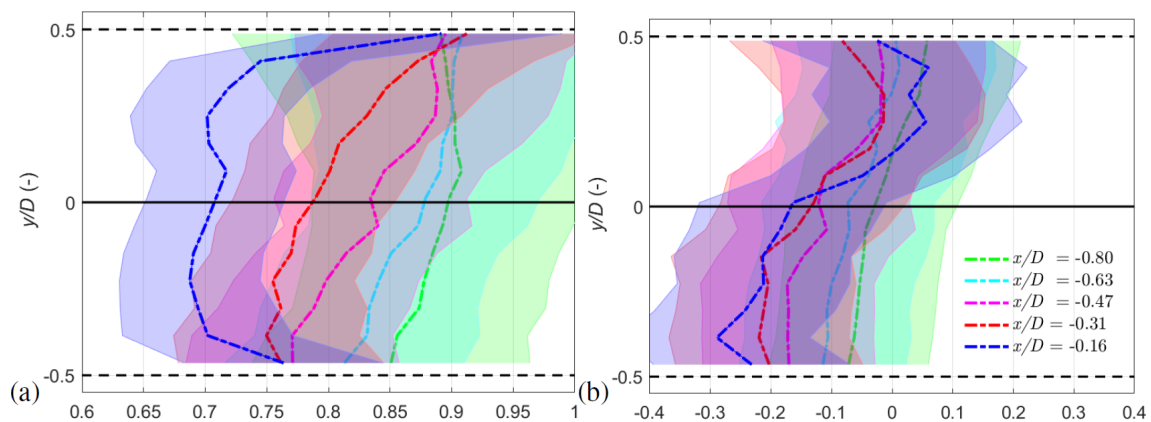 0.5
0
-0.5
y/D (-)
(a)
0.6 0.65 0.7 0.75 0.8 0.85 0.9 0.95 1
0.5
0
-0.5
y/D (-)
(b)
x/D = -0.80
x/D = -0.63
x/D = -0.47
x/D = -0.31
x/D = -0.16
-0.4 -0.3 -0.2 -0.1 0 0.1 0.2 0.3 0.4